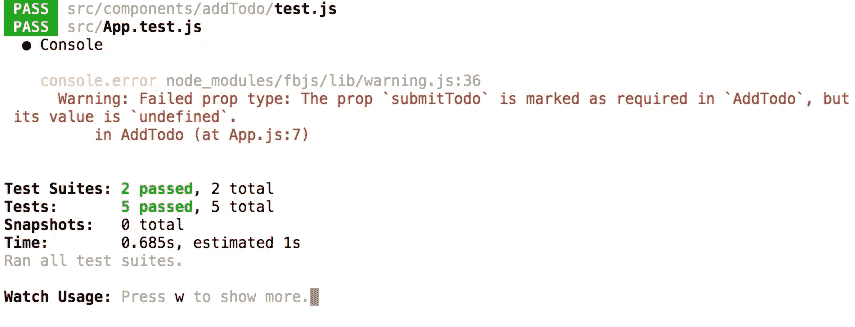 PASS src/components/addTodo/test.js
PASS src/App.test.js
● Console
console.error node_modules/fbjs/lib/warning.js:36
Warning: Failed prop type: The prop `submitTodo` is marked as required in `AddTodo`, but
its value is `undefined`.
in AddTodo (at App.js:7)
Test Suites: 2 passed, 2 total
Tests: 5 passed, 5 total
Snapshots: 0 total
Time: 0.685s, estimated 1s
Ran all test suites.
Watch Usage: Press w to show more.